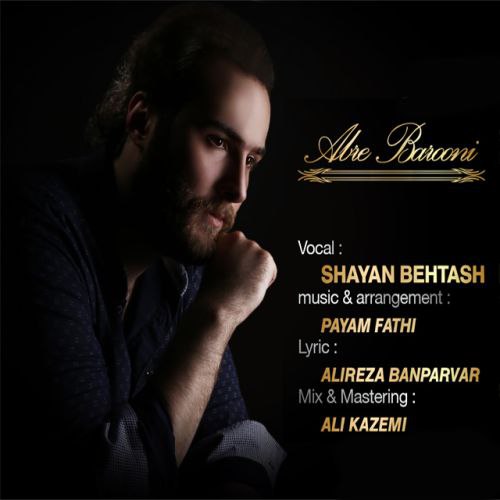 Abre Barooni
Vocal :
SHAYAN BEHTASH
music & arrangement :
PAYAM FATHI
Lyric :
ALIREZA BANPARVAR
Mix & Mastering :
ALI KAZEMI